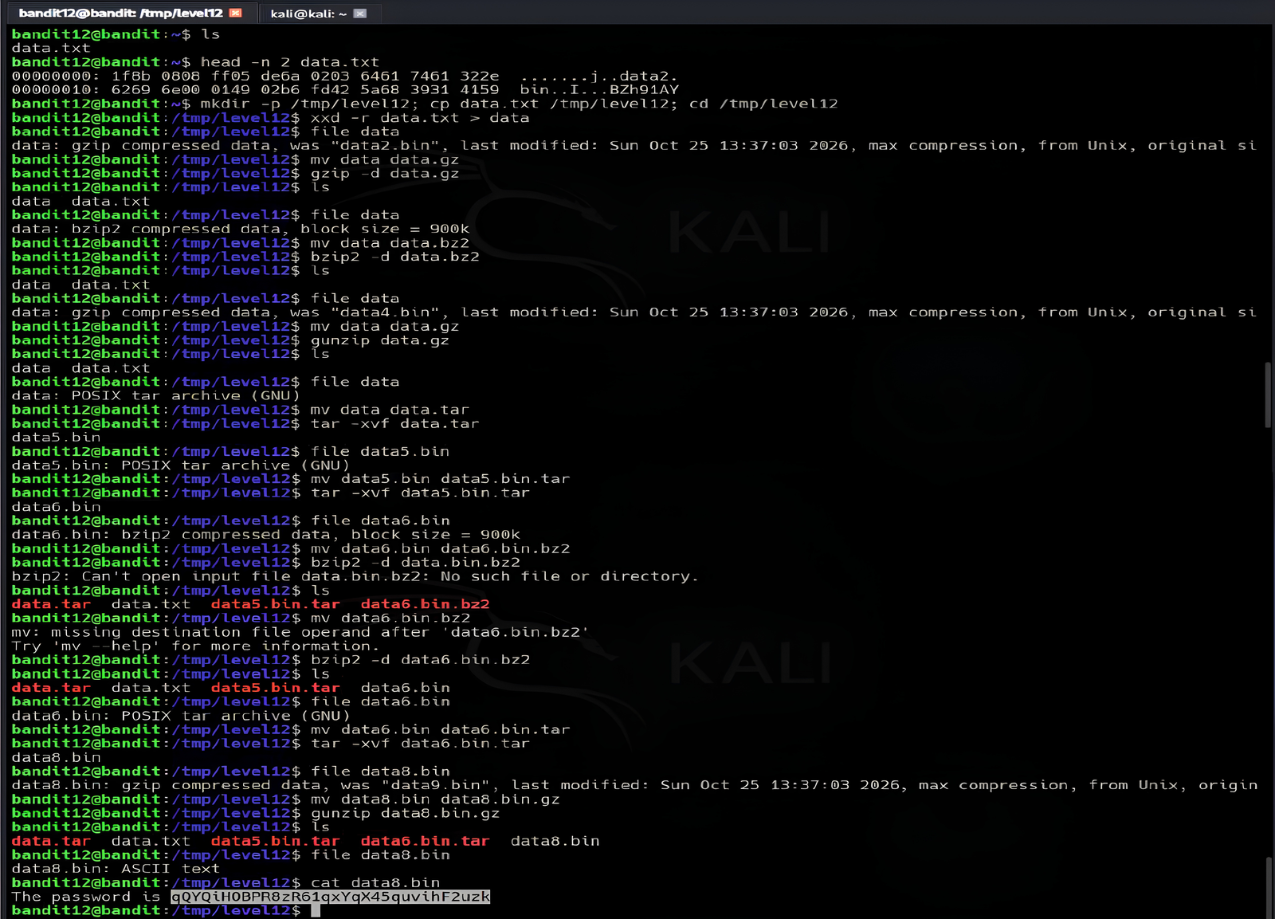 bandit12@bandit: /tmp/level12 kali@kali: ~
bandit12@bandit:~$ ls
data.txt
bandit12@bandit:~$ head -n 2 data.txt
00000000: 1f8b 0808 ff05 de6a 0203 6461 7461 322e .......j..data2.
00000010: 6269 6e00 0149 02b6 fd42 5a68 3931 4159 bin..I...BZh91AY
bandit12@bandit:~$ mkdir -p /tmp/level12; cp data.txt /tmp/level12; cd /tmp/level12
bandit12@bandit:/tmp/level12$ xxd -r data.txt > data
bandit12@bandit:/tmp/level12$ file data
data: gzip compressed data, was "data2.bin", last modified: Sun Oct 25 13:37:03 2026, max compression, from Unix, original si
bandit12@bandit:/tmp/level12$ mv data data.gz
bandit12@bandit:/tmp/level12$ gzip -d data.gz
bandit12@bandit:/tmp/level12$ ls
data data.txt
bandit12@bandit:/tmp/level12$ file data
data: bzip2 compressed data, block size = 900k
bandit12@bandit:/tmp/level12$ mv data data.bz2
bandit12@bandit:/tmp/level12$ bzip2 -d data.bz2
bandit12@bandit:/tmp/level12$ ls
data data.txt
bandit12@bandit:/tmp/level12$ file data
data: gzip compressed data, was "data4.bin", last modified: Sun Oct 25 13:37:03 2026, max compression, from Unix, original si
bandit12@bandit:/tmp/level12$ mv data data.gz
bandit12@bandit:/tmp/level12$ gunzip data.gz
bandit12@bandit:/tmp/level12$ ls
data data.txt
bandit12@bandit:/tmp/level12$ file data
data: POSIX tar archive (GNU)
bandit12@bandit:/tmp/level12$ mv data data.tar
bandit12@bandit:/tmp/level12$ tar -xvf data.tar
data5.bin
bandit12@bandit:/tmp/level12$ file data5.bin
data5.bin: POSIX tar archive (GNU)
bandit12@bandit:/tmp/level12$ mv data5.bin data5.bin.tar
bandit12@bandit:/tmp/level12$ tar -xvf data5.bin.tar
data6.bin
bandit12@bandit:/tmp/level12$ file data6.bin
data6.bin: bzip2 compressed data, block size = 900k
bandit12@bandit:/tmp/level12$ mv data6.bin data6.bin.bz2
bandit12@bandit:/tmp/level12$ bzip2 -d data.bin.bz2
bzip2: Can't open input file data.bin.bz2: No such file or directory.
bandit12@bandit:/tmp/level12$ ls
data.tar data.txt data5.bin.tar data6.bin.bz2
bandit12@bandit:/tmp/level12$ mv data6.bin.bz2
mv: missing destination file operand after 'data6.bin.bz2'
Try 'mv --help' for more information.
bandit12@bandit:/tmp/level12$ bzip2 -d data6.bin.bz2
bandit12@bandit:/tmp/level12$ ls
data.tar data.txt data5.bin.tar data6.bin
bandit12@bandit:/tmp/level12$ file data6.bin
data6.bin: POSIX tar archive (GNU)
bandit12@bandit:/tmp/level12$ mv data6.bin data6.bin.tar
bandit12@bandit:/tmp/level12$ tar -xvf data6.bin.tar
data8.bin
bandit12@bandit:/tmp/level12$ file data8.bin
data8.bin: gzip compressed data, was "data9.bin", last modified: Sun Oct 25 13:37:03 2026, max compression, from Unix, origin
bandit12@bandit:/tmp/level12$ mv data8.bin data8.bin.gz
bandit12@bandit:/tmp/level12$ gunzip data8.bin.gz
bandit12@bandit:/tmp/level12$ ls
data.tar data.txt data5.bin.tar data6.bin.tar data8.bin
bandit12@bandit:/tmp/level12$ file data8.bin
data8.bin: ASCII text
bandit12@bandit:/tmp/level12$ cat data8.bin
The password is qQYQiHOBPR8zR61qxYqX45quvihF2uzk
bandit12@bandit:/tmp/level12$
KALI
KALI